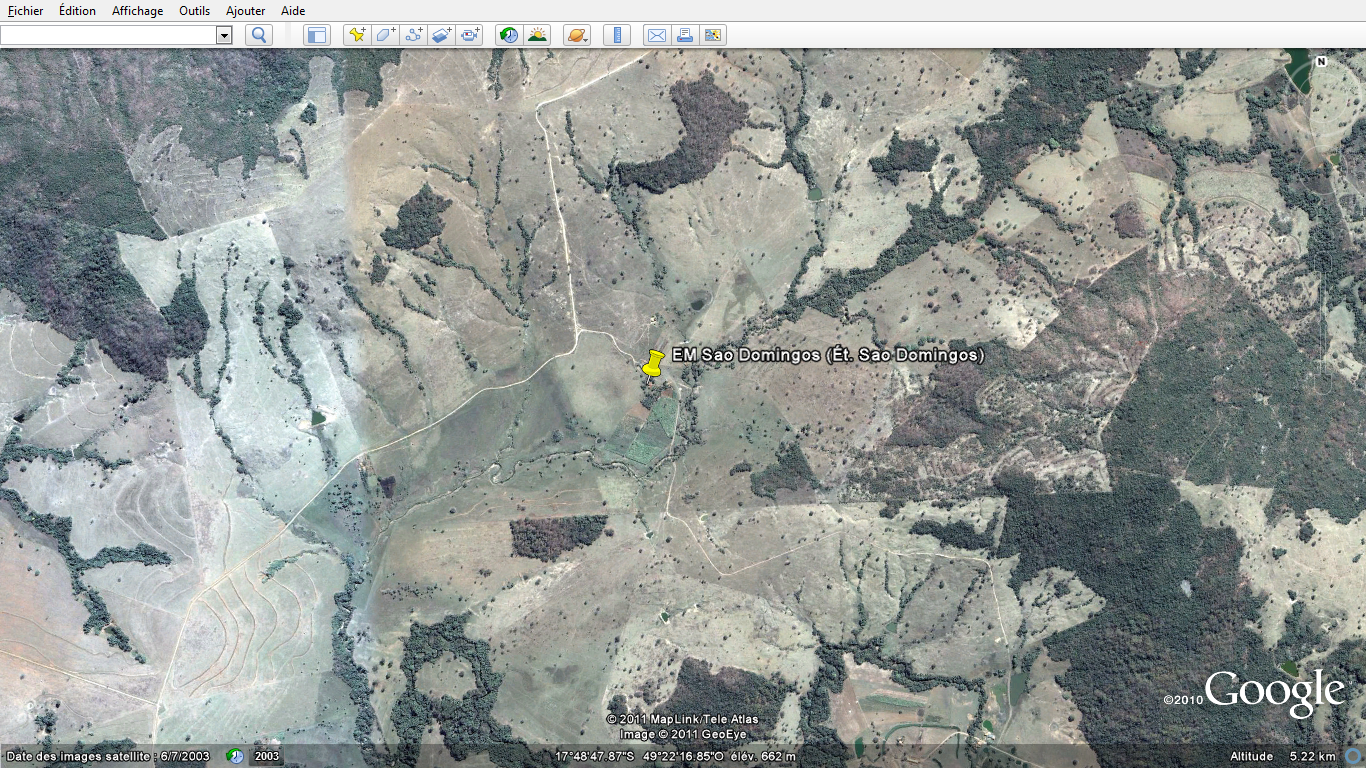 Fichier Édition Affichage Outils Ajouter Aide
N
EM Sao Domingos (Ét. Sao Domingos)
©2010 Google
© 2011 MapLink/Tele Atlas
Image © 2011 GeoEye
Date des images satellite : 6/7/2003 2003 17°48'47.87"S 49°22'16.85"O élév. 662 m Altitude 5.22 km